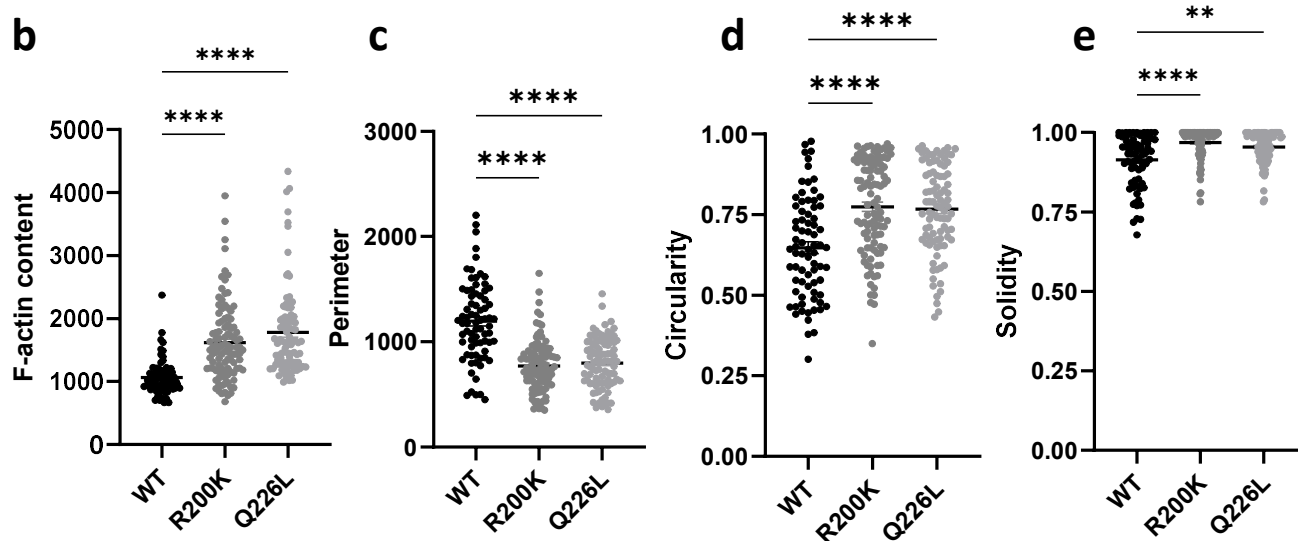 b
****
****
F-actin content
5000
4000
3000
2000
1000
0
WT
R200K
Q226L
c
****
****
Perimeter
3000
2000
1000
0
WT
R200K
Q226L
d
****
****
Circularity
1.00
0.75
0.50
0.25
0.00
WT
R200K
Q226L
e
**
****
Solidity
1.00
0.75
0.50
0.25
0.00
WT
R200K
Q226L